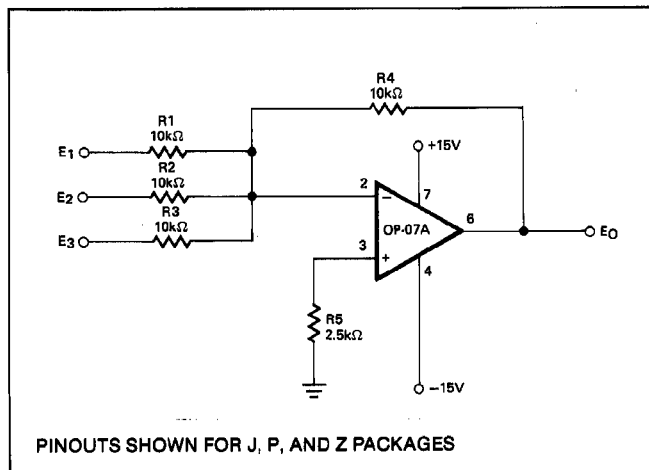 R4
10kΩ
R1
10kΩ
+15V
E1
R2
10kΩ
2
−
7
E2
R3
10kΩ
OP-07A
6
EO
E3
3
+
4
R5
2.5kΩ
−15V
PINOUTS SHOWN FOR J, P, AND Z PACKAGES